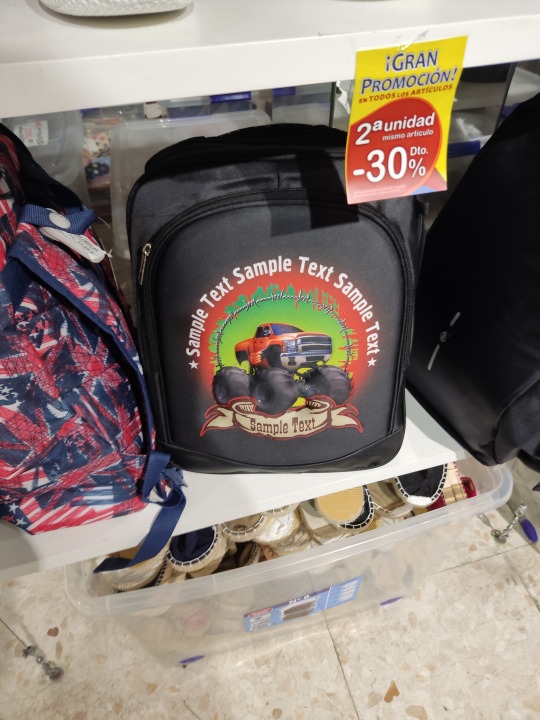 ¡GRAN
PROMOCIÓN!
EN TODOS LOS ARTÍCULOS
2ª unidad
mismo artículo
-30%
Dto.
Sample Text Sample Text Sample Text
Sample Text